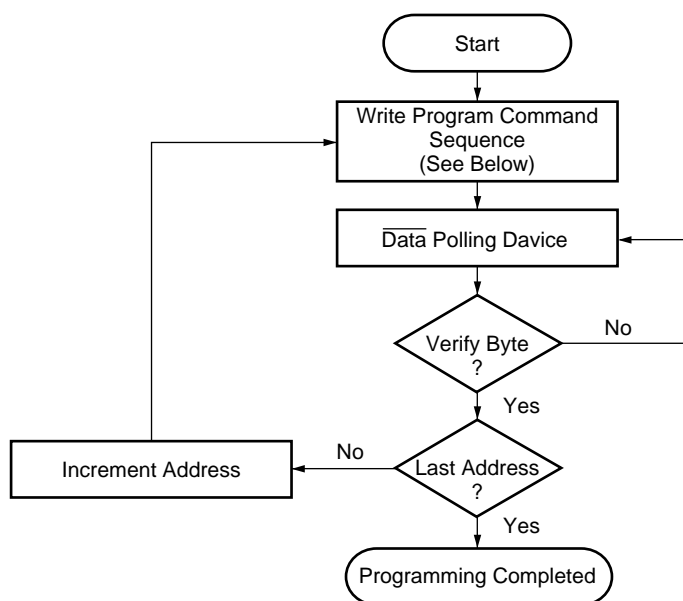 Start
Write Program Command
Sequence
(See Below)
Data Polling Davice
Verify Byte
?
No
Yes
Increment Address
No
Last Address
?
Yes
Programming Completed